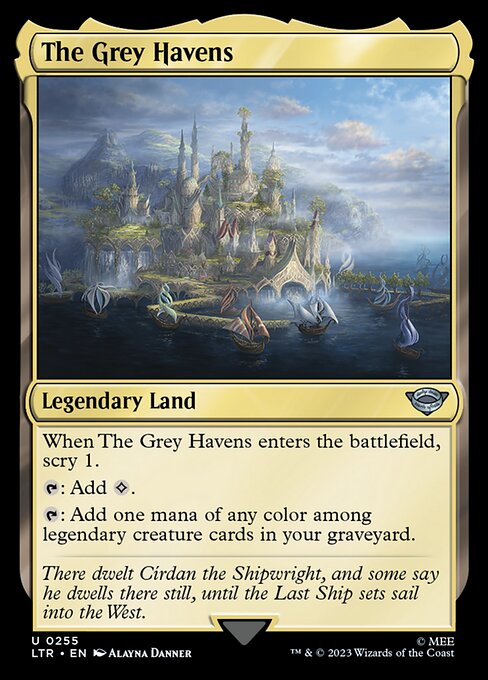 The Grey Havens
Legendary Land
When The Grey Havens enters the battlefield,
scry 1.
: Add .
: Add one mana of any color among
legendary creature cards in your graveyard.
There dwelt Círdan the Shipwright, and some say
he dwells there still, until the Last Ship sets sail
into the West.
U 0255
LTR • EN ALAYNA DANNER
© MEE
™ & © 2023 Wizards of the Coast